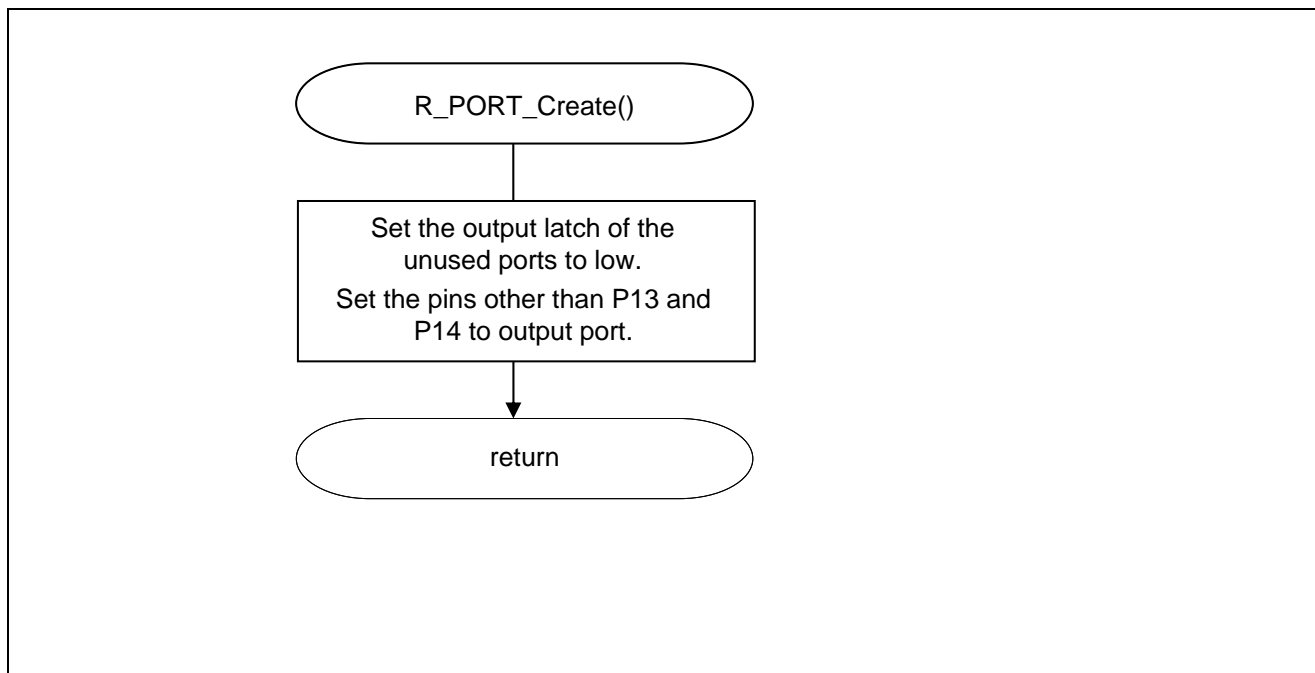 R_PORT_Create()
Set the output latch of the
unused ports to low.
Set the pins other than P13 and
P14 to output port.
return